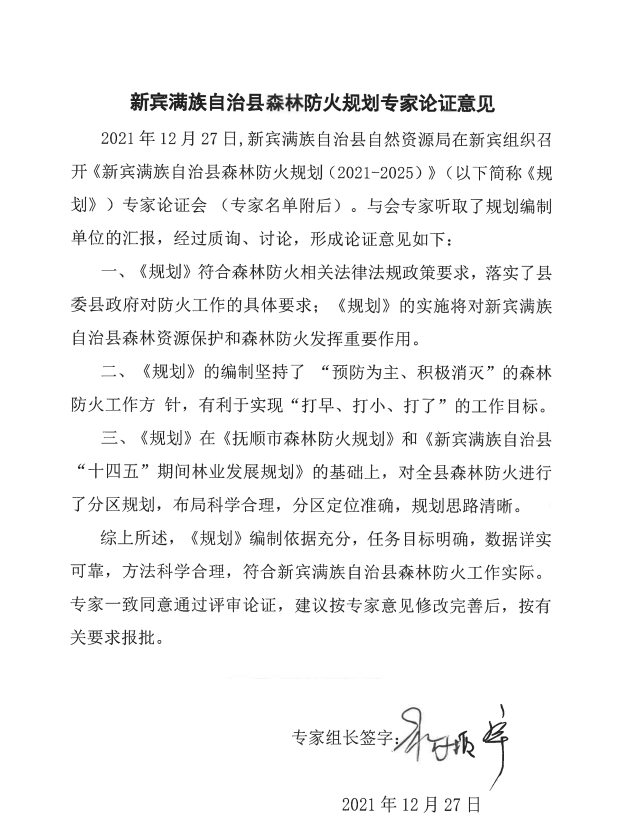 新宾满族自治县森林防火规划专家论证意见
2021年12月27日,新宾满族自治县自然资源局在新宾组织召
开《新宾满族自治县森林防火规划（2021-2025）》（以下简称《规
划》）专家论证会 （专家名单附后）。与会专家听取了规划编制
单位的汇报，经过质询、讨论，形成论证意见如下：
一、《规划》符合森林防火相关法律法规政策要求，落实了县
委县政府对防火工作的具体要求；《规划》的实施将对新宾满族
自治县森林资源保护和森林防火发挥重要作用。
二、《规划》的编制坚持了 “预防为主、积极消灭”的森林
防火工作方 针，有利于实现“打早、打小、打了”的工作目标。
三、《规划》在《抚顺市森林防火规划》和《新宾满族自治县
“十四五”期间林业发展规划》的基础上，对全县森林防火进行
了分区规划，布局科学合理，分区定位准确，规划思路清晰。
综上所述，《规划》编制依据充分，任务目标明确，数据详实
可靠，方法科学合理，符合新宾满族自治县森林防火工作实际。
专家一致同意通过评审论证，建议按专家意见修改完善后，按有
关要求报批。
专家组长签字：
2021年12月27日